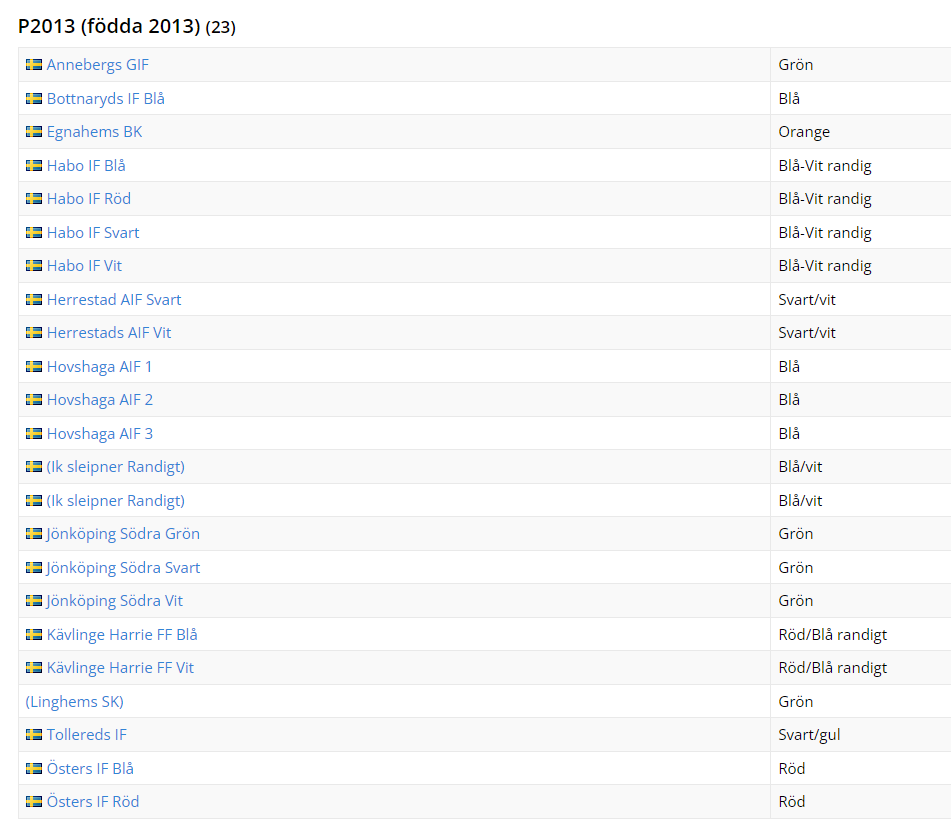 P2013 (födda 2013) (23)
Annebergs GIF Grön
Bottnaryds IF Blå Blå
Egnahems BK Orange
Habo IF Blå Blå-Vit randig
Habo IF Röd Blå-Vit randig
Habo IF Svart Blå-Vit randig
Habo IF Vit Blå-Vit randig
Herrestad AIF Svart Svart/vit
Herrestads AIF Vit Svart/vit
Hovshaga AIF 1 Blå
Hovshaga AIF 2 Blå
Hovshaga AIF 3 Blå
(Ik sleipner Randigt) Blå/vit
(Ik sleipner Randigt) Blå/vit
Jönköping Södra Grön Grön
Jönköping Södra Svart Grön
Jönköping Södra Vit Grön
Kävlinge Harrie FF Blå Röd/Blå randigt
Kävlinge Harrie FF Vit Röd/Blå randigt
(Linghems SK) Grön
Tollereds IF Svart/gul
Östers IF Blå Röd
Östers IF Röd Röd